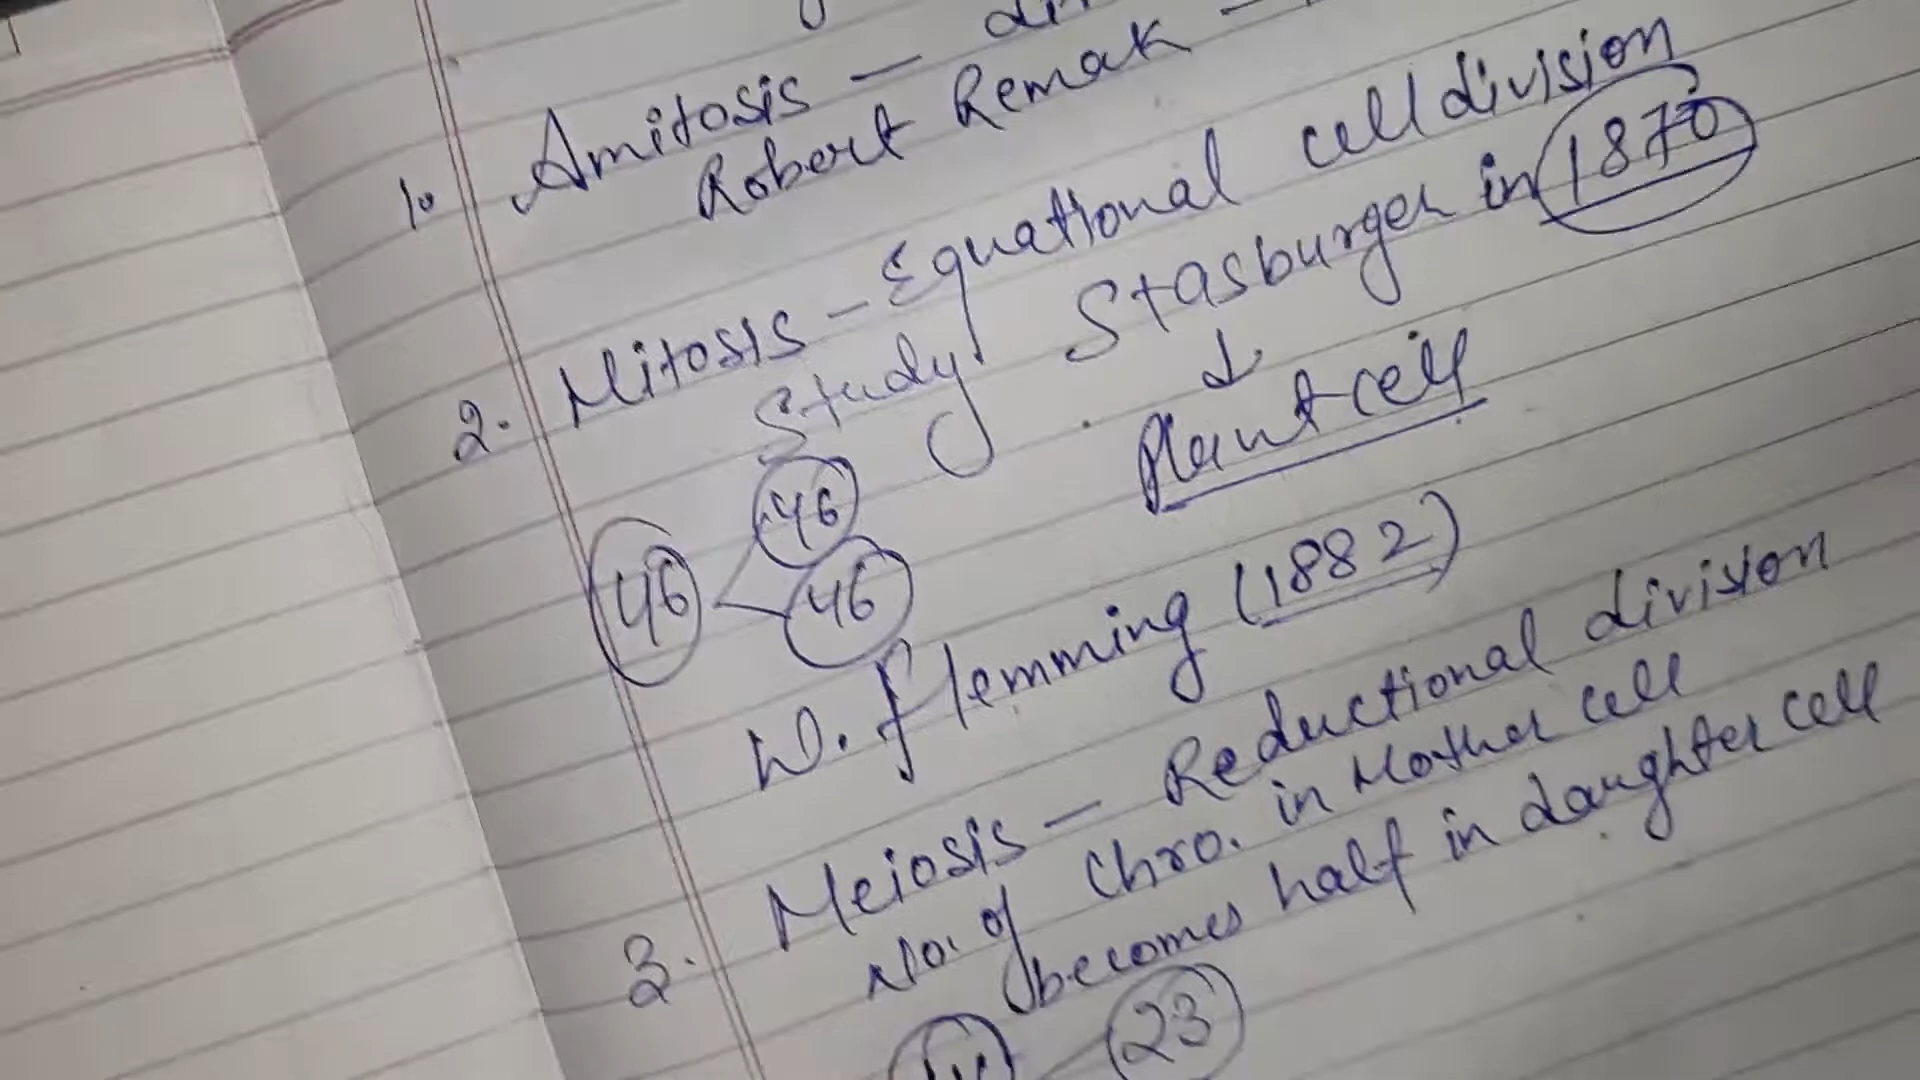 1. Amitosis –
Robert Remak –
2. Mitosis – Equational cell division
Study Stasburger in 1870
↓
Plant cell
46
46
46
W. flemming (1882)
3. Meiosis – Reductional division
No. of Chro. in Mother cell
becomes half in daughter cell
23